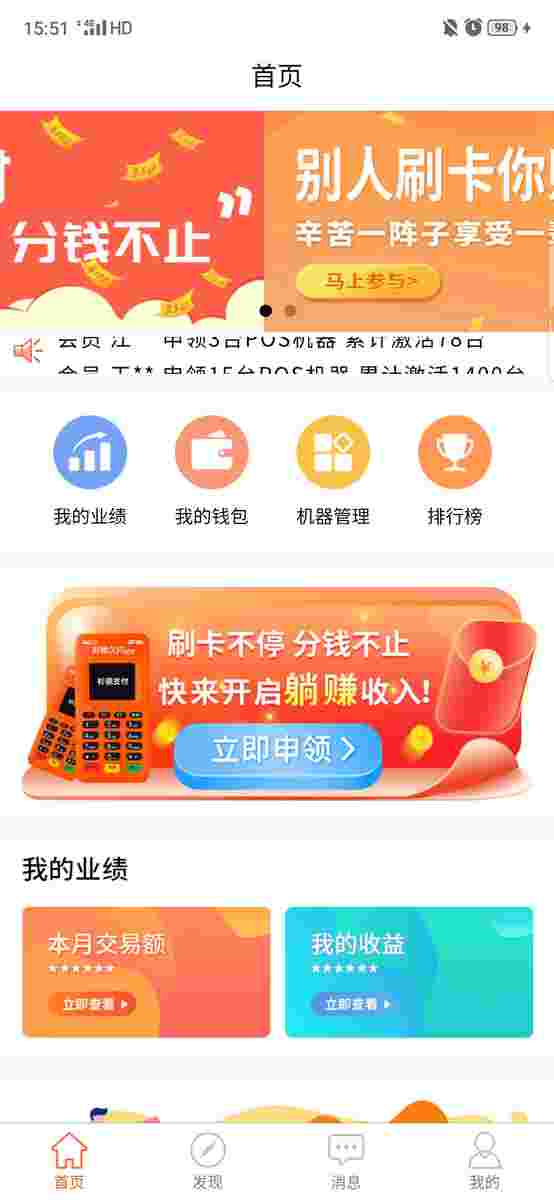 15:51 4G HD 98
首页
分钱不止
”
别人刷卡你
辛苦一阵子享受一
马上参与>
会员 江** 申领3台POS机器 累计激活78台
会员 王** 申领15台POS机器 累计激活1400台
我的业绩 我的钱包 机器管理 排行榜
刷卡不停 分钱不止
快来开启躺赚收入!
立即申领 >
我的业绩
本月交易额
******
立即查看
我的收益
******
立即查看
首页 发现 消息 我的